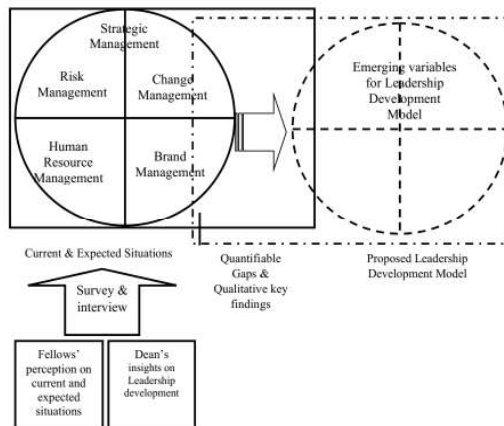 Strategic
Management
Risk
Management
Change
Management
Human
Resource
Management
Brand
Management
Emerging variables
for Leadership
Development
Model
Current & Expected Situations
Quantifiable
Gaps &
Qualitative key
findings
Proposed Leadership
Development Model
Survey &
interview
Fellows'
perception on
current and
expected
situations
Dean's
insights on
Leadership
development